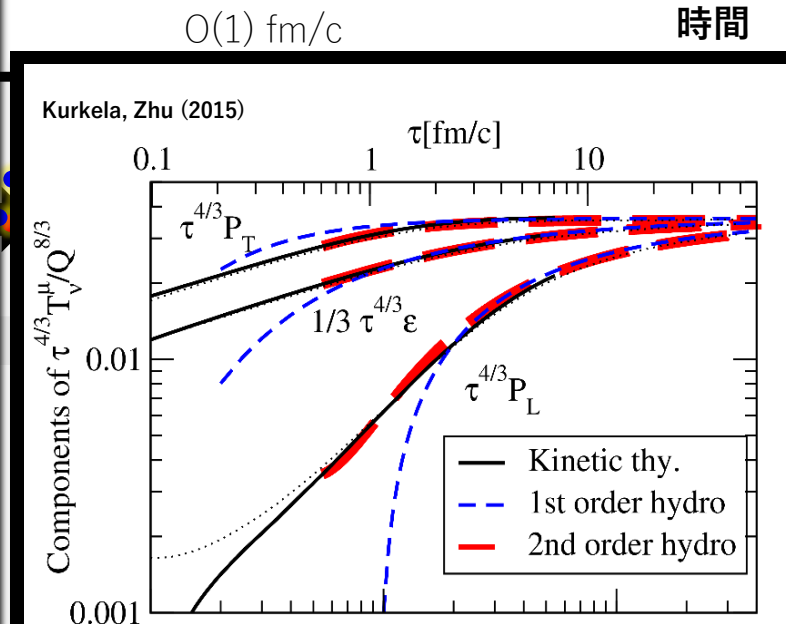 O(1) fm/c
時間
Kurkela, Zhu (2015)
τ[fm/c]
0.1 1 10
τ^{4/3}P_T
1/3 τ^{4/3}ε
τ^{4/3}P_L
Components of τ^{4/3}T^μ_ν/Q^{8/3}
0.01
0.001
Kinetic thy.
1st order hydro
2nd order hydro